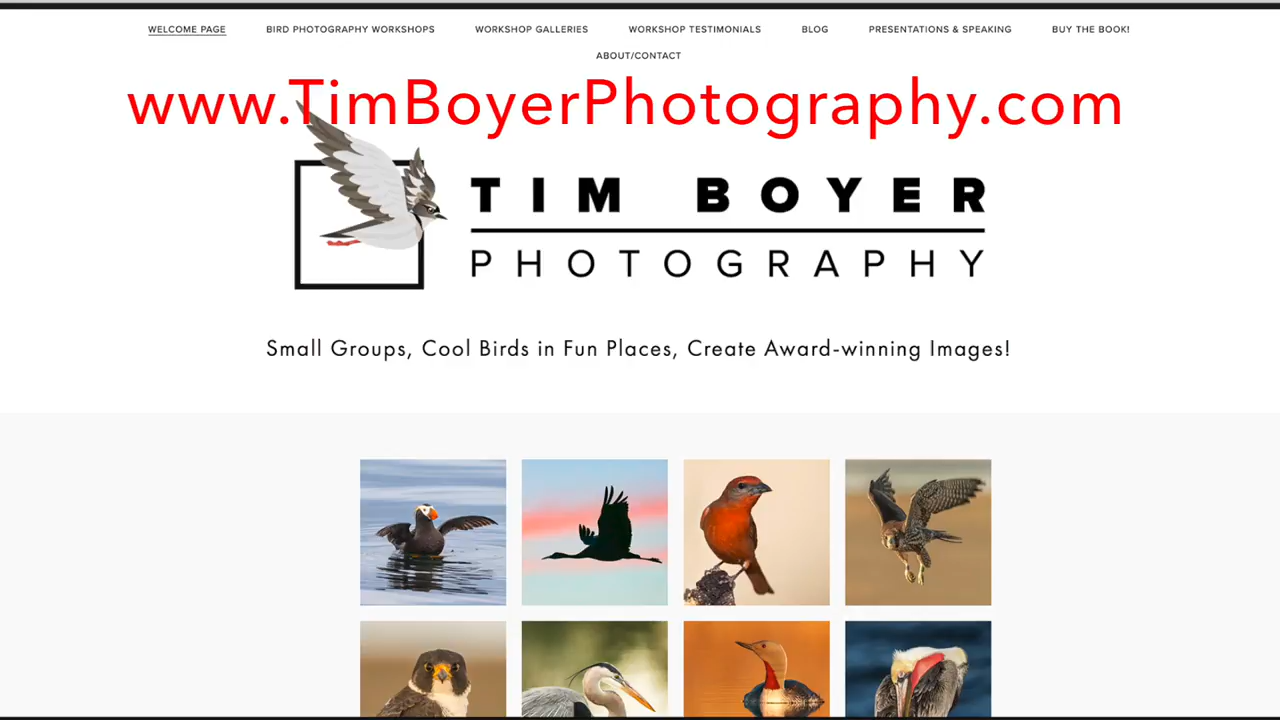 WELCOME PAGE BIRD PHOTOGRAPHY WORKSHOPS WORKSHOP GALLERIES WORKSHOP TESTIMONIALS BLOG PRESENTATIONS & SPEAKING BUY THE BOOK!
ABOUT/CONTACT
www.TimBoyerPhotography.com
TIM BOYER
PHOTOGRAPHY
Small Groups, Cool Birds in Fun Places, Create Award-winning Images!